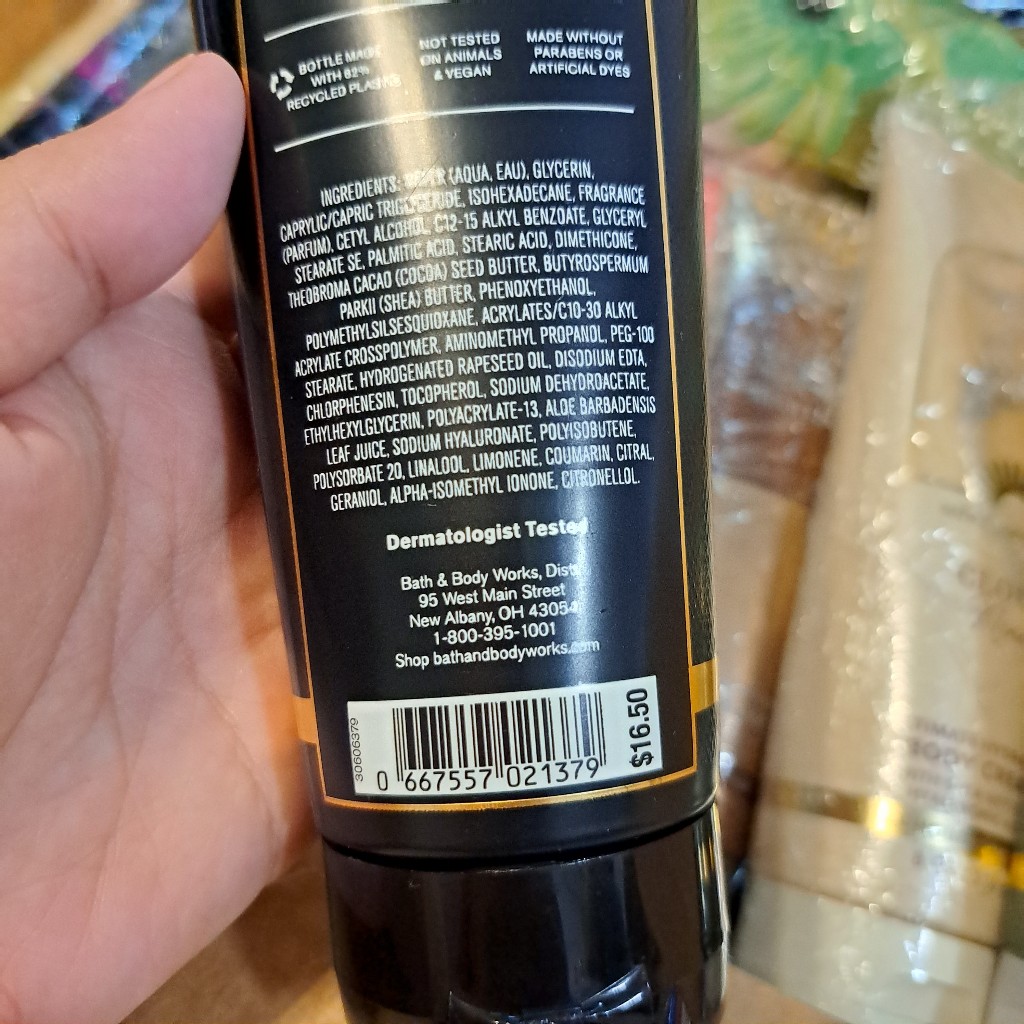 BOTTLE MADE
WITH 82%
RECYCLED PLASTIC
NOT TESTED
ON ANIMALS
& VEGAN
MADE WITHOUT
PARABENS OR
ARTIFICIAL DYES
INGREDIENTS: WATER (AQUA, EAU), GLYCERIN,
CAPRYLIC/CAPRIC TRIGLYCERIDE, ISOHEXADECANE, FRAGRANCE
(PARFUM), CETYL ALCOHOL, C12-15 ALKYL BENZOATE, GLYCERYL
STEARATE SE, PALMITIC ACID, STEARIC ACID, DIMETHICONE,
THEOBROMA CACAO (COCOA) SEED BUTTER, BUTYROSPERMUM
PARKII (SHEA) BUTTER, PHENOXYETHANOL,
POLYMETHYLSILSESQUIOXANE, ACRYLATES/C10-30 ALKYL
ACRYLATE CROSSPOLYMER, AMINOMETHYL PROPANOL, PEG-100
STEARATE, HYDROGENATED RAPESEED OIL, DISODIUM EDTA,
CHLORPHENESIN, TOCOPHEROL, SODIUM DEHYDROACETATE,
ETHYLHEXYLGLYCERIN, POLYACRYLATE-13, ALOE BARBADENSIS
LEAF JUICE, SODIUM HYALURONATE, POLYISOBUTENE,
POLYSORBATE 20, LINALOOL, LIMONENE, COUMARIN, CITRAL,
GERANIOL, ALPHA-ISOMETHYL IONONE, CITRONELLOL.
Dermatologist Tested
Bath & Body Works, Distr.
95 West Main Street
New Albany, OH 43054
1-800-395-1001
Shop bathandbodyworks.com
30606379
0 667557 021379
$16.50
BODY